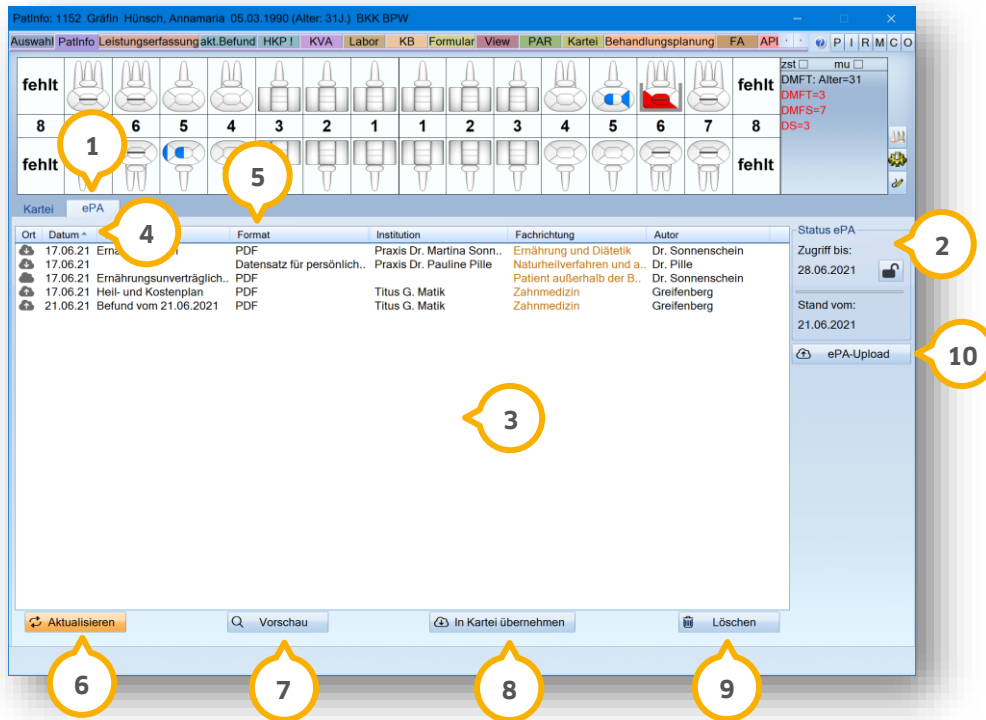 PatInfo: 1152 Gräfin Hünsch, Annamaria 05.03.1990 (Alter: 31J.) BKK BPW
Auswahl PatInfo Leistungserfassung akt.Befund HKP ! KVA Labor KB Formular View PAR Kartei Behandlungsplanung FA API P I R M C O
fehlt fehlt
zst mu
DMFT: Alter=31
DMFT=3
DMFS=7
DS=3
8 6 5 4 3 2 1 1 2 3 4 5 6 7 8
fehlt fehlt
1
5
Kartei ePA
4
2
Ort Datum Format Institution Fachrichtung Autor
17.06.21 PDF Praxis Dr. Martina Sonn.. Ernährung und Diätetik Dr. Sonnenschein
17.06.21 Datensatz für persönlich.. Praxis Dr. Pauline Pille Naturheilverfahren und a.. Dr. Pille
17.06.21 Ernährungsunverträglich.. PDF Patient außerhalb der B.. Dr. Sonnenschein
17.06.21 Heil- und Kostenplan PDF Titus G. Matik Zahnmedizin Greifenberg
21.06.21 Befund vom 21.06.2021 PDF Titus G. Matik Zahnmedizin Greifenberg
Status ePA
Zugriff bis:
28.06.2021
Stand vom:
21.06.2021
ePA-Upload
10
3
Aktualisieren Vorschau In Kartei übernehmen Löschen
6 7 8 9